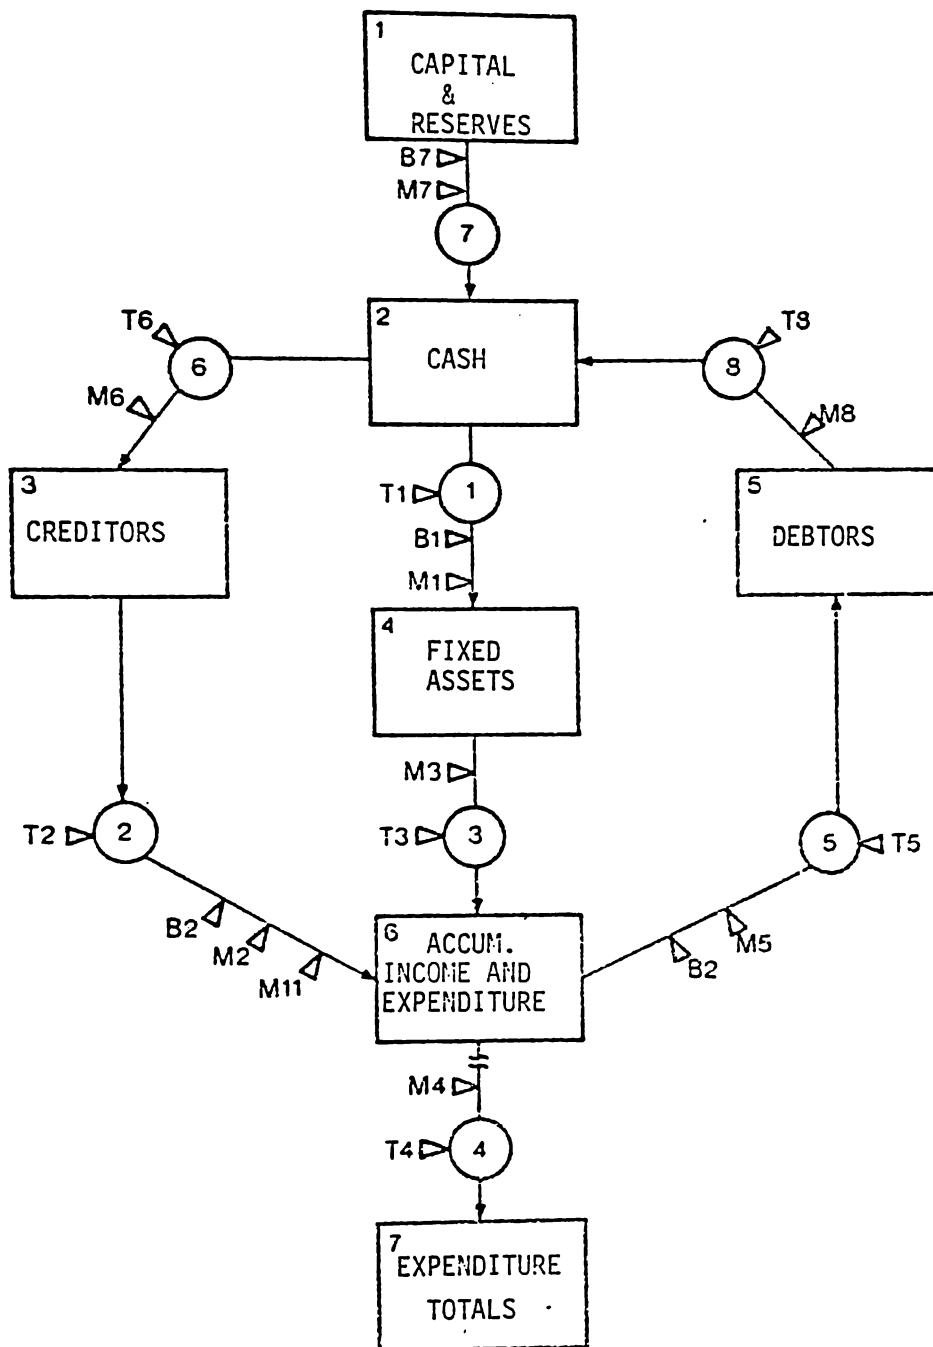 1
CAPITAL
&
RESERVES
B7
M7
7
2
CASH
T6
6
M6
T8
8
M8
3
CREDITORS
T1
1
B1
M1
5
DEBTORS
4
FIXED
ASSETS
M3
T2
2
T3
3
5
T5
B2
M2
M11
6
ACCUM.
INCOME AND
EXPENDITURE
M5
B2
M4
T4
4
7
EXPENDITURE
TOTALS